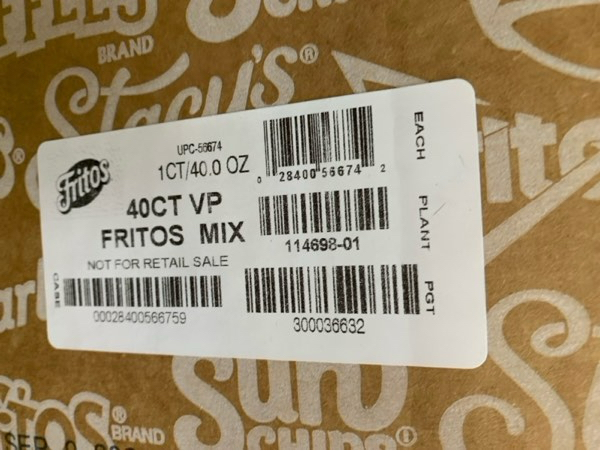 BRAND
Stacy's®
UPC-56674
1CT/40.0 OZ
0 28400 56674 2
EACH
Fritos
40CT VP
FRITOS MIX
114698-01
PLANT
NOT FOR RETAIL SALE
CASE
00028400566759
300036632
PGT
SUN
CHIPS®
BRAND
SEP